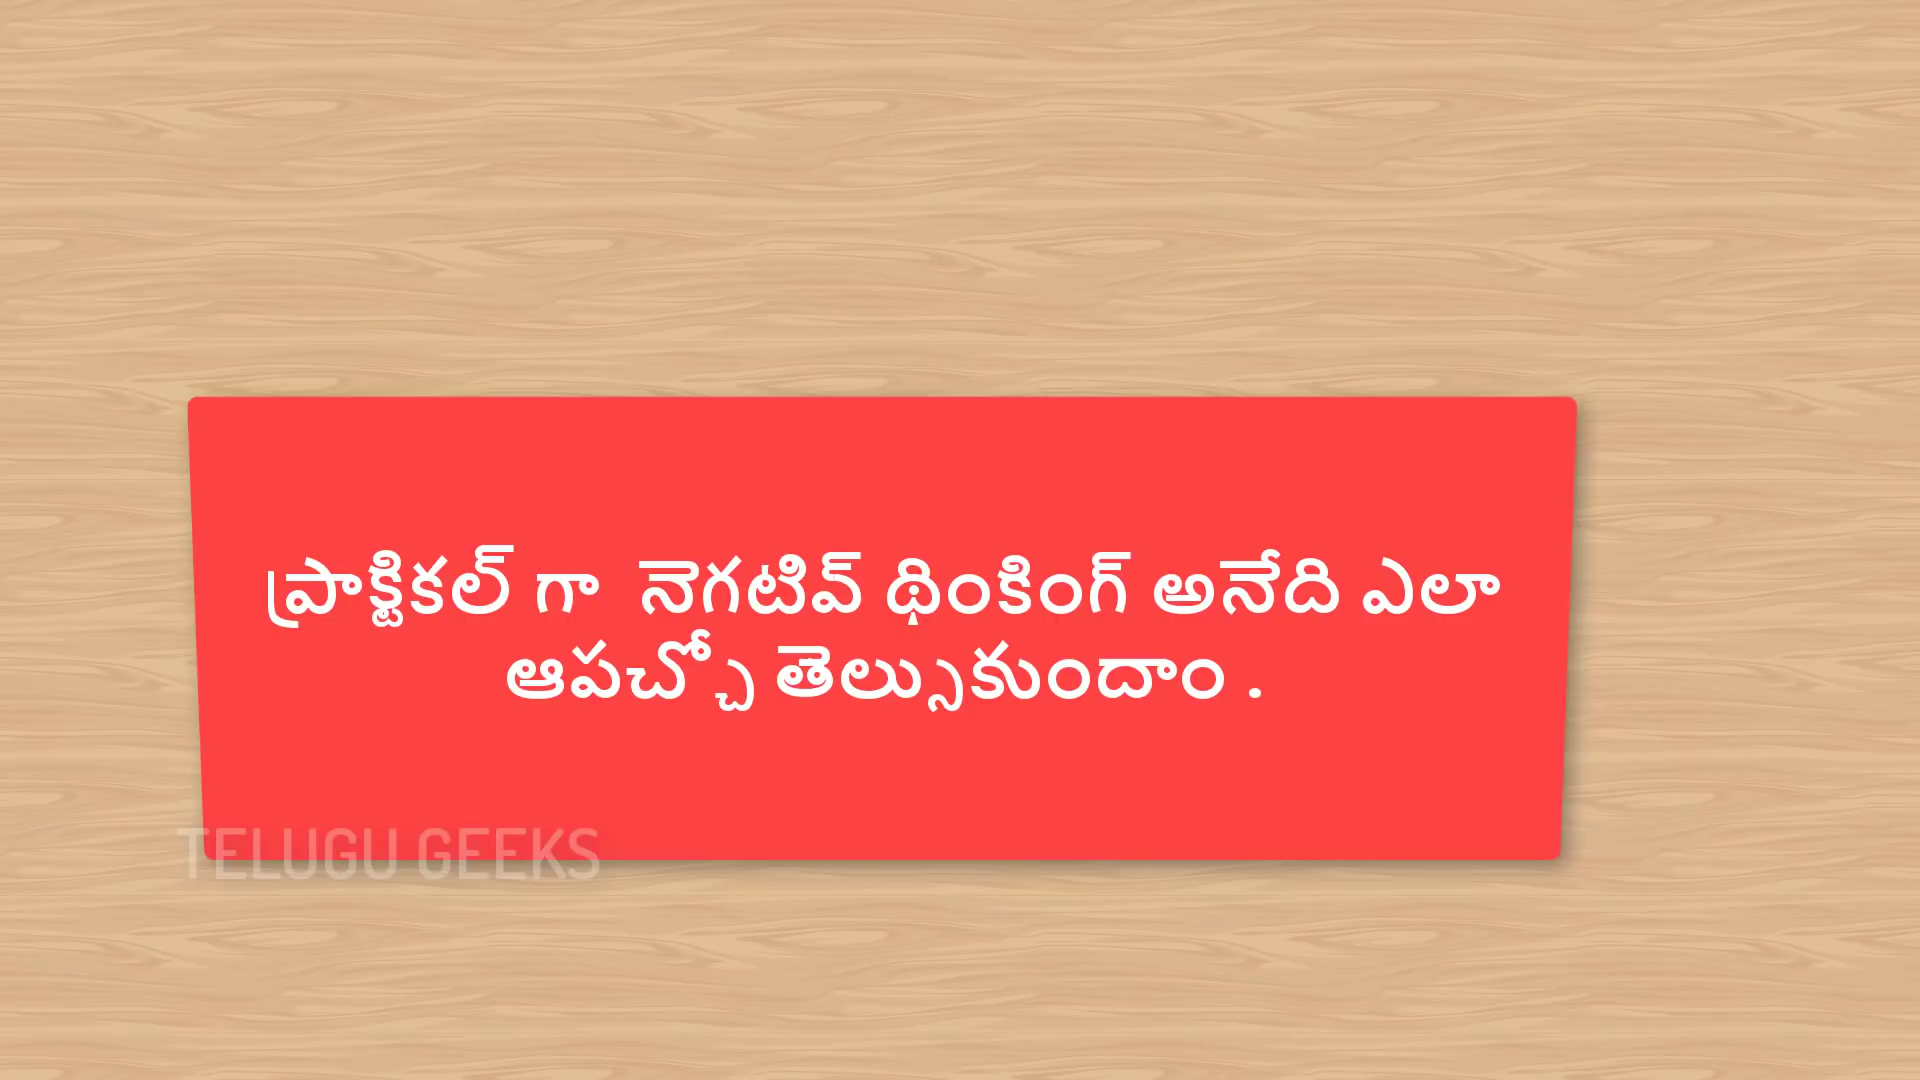 ప్రాక్టికల్ గా నెగటివ్ థింకింగ్ అనేది ఎలా
ఆపచ్చో తెల్సుకుందాం .
TELUGU GEEKS